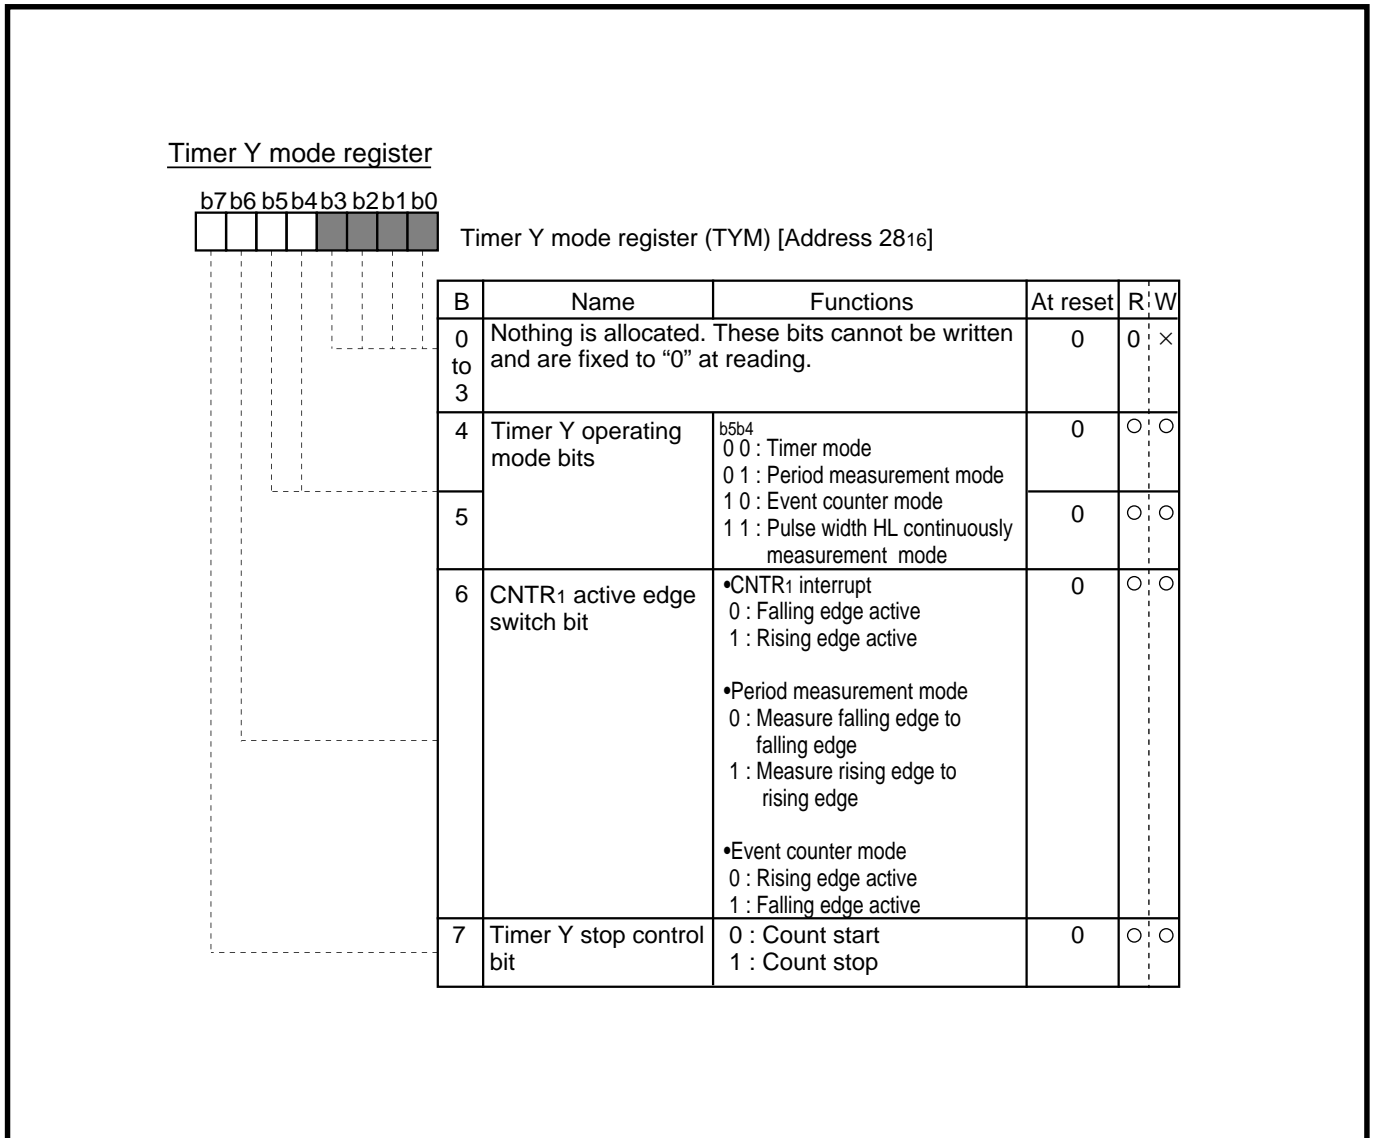 Timer Y mode register
b7 b6 b5 b4 b3 b2 b1 b0
Timer Y mode register (TYM) [Address 2816]
B Name Functions At reset R W
0 to 3 Nothing is allocated. These bits cannot be written 0 0 ×
and are fixed to “0” at reading.
4 Timer Y operating mode bits b5b4 0 ○ ○
0 0 : Timer mode
0 1 : Period measurement mode
1 0 : Event counter mode
5 1 1 : Pulse width HL continuously 0 ○ ○
measurement mode
6 CNTR1 active edge switch bit •CNTR1 interrupt 0 ○ ○
0 : Falling edge active
1 : Rising edge active
•Period measurement mode
0 : Measure falling edge to
falling edge
1 : Measure rising edge to
rising edge
•Event counter mode
0 : Rising edge active
1 : Falling edge active
7 Timer Y stop control bit 0 : Count start 0 ○ ○
1 : Count stop